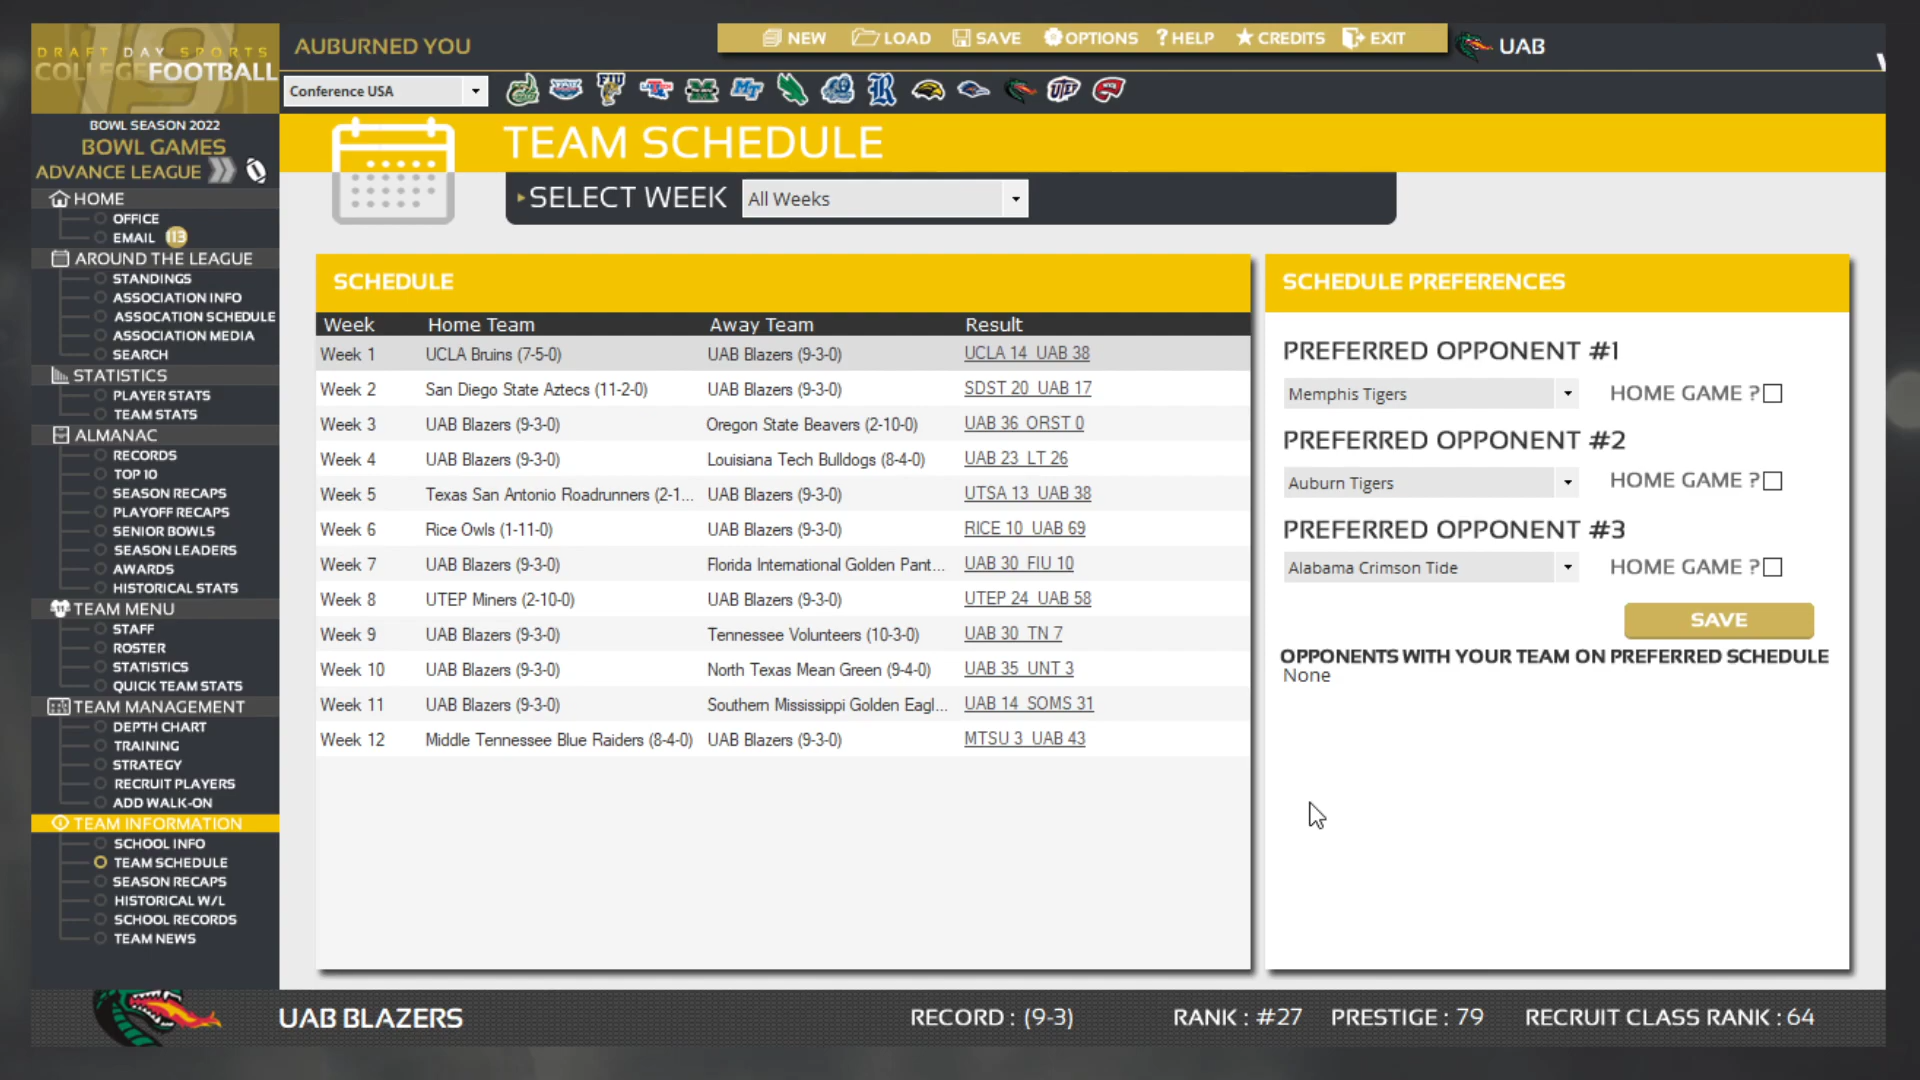 DRAFT DAY SPORTS
COLLEGE FOOTBALL
19
AUBURNED YOU
NEW LOAD SAVE OPTIONS ? HELP CREDITS EXIT
UAB
Conference USA
BOWL SEASON 2022
BOWL GAMES
ADVANCE LEAGUE
TEAM SCHEDULE
SELECT WEEK All Weeks
HOME
OFFICE
EMAIL 113
AROUND THE LEAGUE
STANDINGS
ASSOCIATION INFO
ASSOCATION SCHEDULE
ASSOCIATION MEDIA
SEARCH
STATISTICS
PLAYER STATS
TEAM STATS
ALMANAC
RECORDS
TOP 10
SEASON RECAPS
PLAYOFF RECAPS
SENIOR BOWLS
SEASON LEADERS
AWARDS
HISTORICAL STATS
TEAM MENU
STAFF
ROSTER
STATISTICS
QUICK TEAM STATS
TEAM MANAGEMENT
DEPTH CHART
TRAINING
STRATEGY
RECRUIT PLAYERS
ADD WALK-ON
TEAM INFORMATION
SCHOOL INFO
TEAM SCHEDULE
SEASON RECAPS
HISTORICAL W/L
SCHOOL RECORDS
TEAM NEWS
SCHEDULE
Week Home Team Away Team Result
Week 1 UCLA Bruins (7-5-0) UAB Blazers (9-3-0) UCLA 14 UAB 38
Week 2 San Diego State Aztecs (11-2-0) UAB Blazers (9-3-0) SDST 20 UAB 17
Week 3 UAB Blazers (9-3-0) Oregon State Beavers (2-10-0) UAB 36 ORST 0
Week 4 UAB Blazers (9-3-0) Louisiana Tech Bulldogs (8-4-0) UAB 23 LT 26
Week 5 Texas San Antonio Roadrunners (2-1... UAB Blazers (9-3-0) UTSA 13 UAB 38
Week 6 Rice Owls (1-11-0) UAB Blazers (9-3-0) RICE 10 UAB 69
Week 7 UAB Blazers (9-3-0) Florida International Golden Pant... UAB 30 FIU 10
Week 8 UTEP Miners (2-10-0) UAB Blazers (9-3-0) UTEP 24 UAB 58
Week 9 UAB Blazers (9-3-0) Tennessee Volunteers (10-3-0) UAB 30 TN 7
Week 10 UAB Blazers (9-3-0) North Texas Mean Green (9-4-0) UAB 35 UNT 3
Week 11 UAB Blazers (9-3-0) Southern Mississippi Golden Eagl... UAB 14 SOMS 31
Week 12 Middle Tennessee Blue Raiders (8-4-0) UAB Blazers (9-3-0) MTSU 3 UAB 43
SCHEDULE PREFERENCES
PREFERRED OPPONENT #1
Memphis Tigers HOME GAME ?
PREFERRED OPPONENT #2
Auburn Tigers HOME GAME ?
PREFERRED OPPONENT #3
Alabama Crimson Tide HOME GAME ?
SAVE
OPPONENTS WITH YOUR TEAM ON PREFERRED SCHEDULE
None
UAB BLAZERS RECORD : (9-3) RANK : #27 PRESTIGE : 79 RECRUIT CLASS RANK : 64